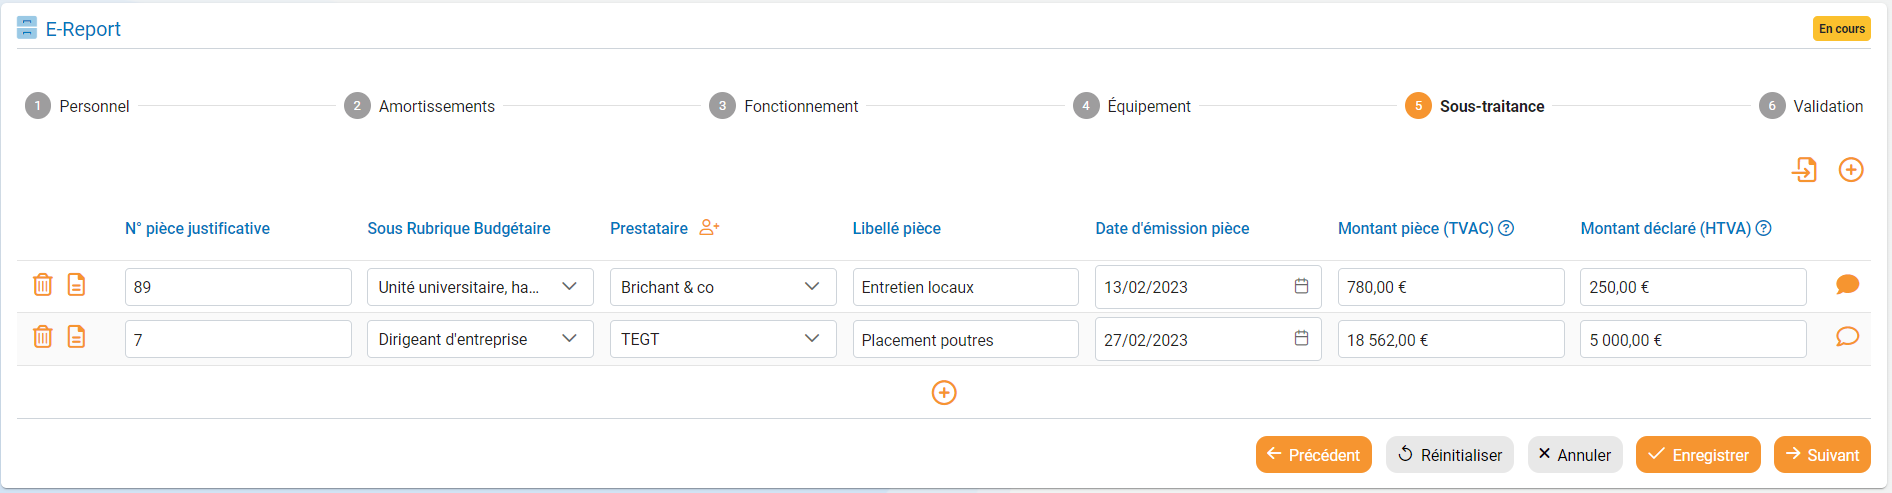 E-Report
En cours
1 Personnel 2 Amortissements 3 Fonctionnement 4 Équipement 5 Sous-traitance 6 Validation
N° pièce justificative Sous Rubrique Budgétaire Prestataire Libellé pièce Date d'émission pièce Montant pièce (TVAC) ? Montant déclaré (HTVA) ?
89 Unité universitaire, ha... Brichant & co Entretien locaux 13/02/2023 780,00 € 250,00 €
7 Dirigeant d'entreprise TEGT Placement poutres 27/02/2023 18 562,00 € 5 000,00 €
Précédent Réinitialiser Annuler Enregistrer Suivant